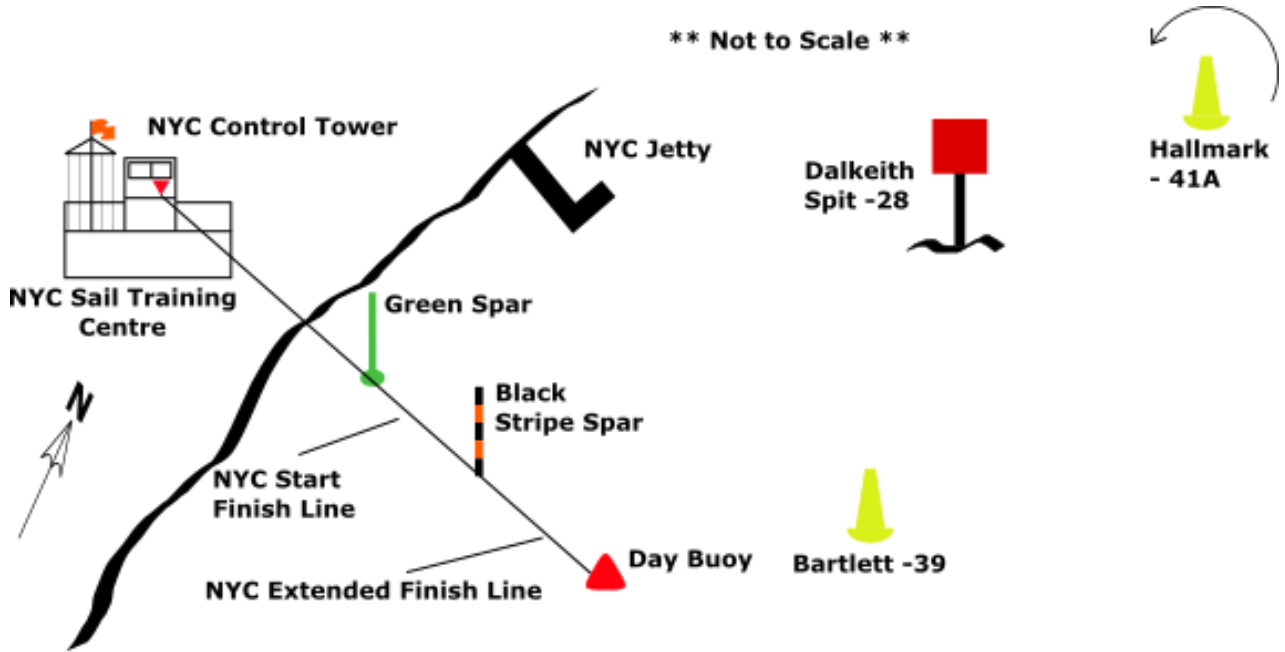 ** Not to Scale **
NYC Control Tower
NYC Jetty
Dalkeith
Spit -28
Hallmark
- 41A
NYC Sail Training
Centre
Green Spar
Black
Stripe Spar
N
NYC Start
Finish Line
Day Buoy
Bartlett -39
NYC Extended Finish Line